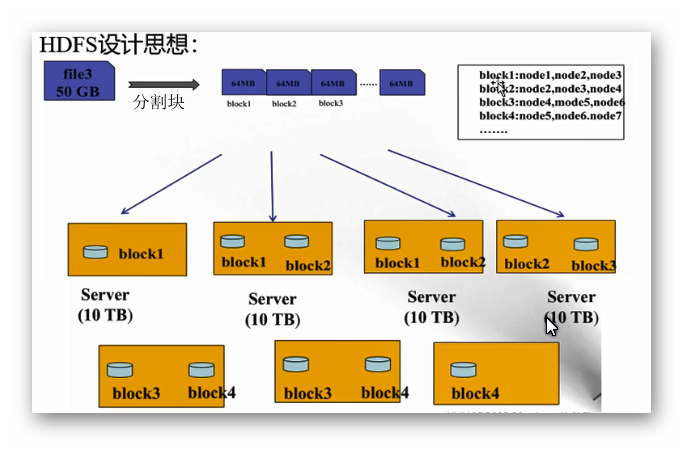 HDFS设计思想：
file3
50 GB
分割块
64MB 64MB 64MB ...... 64MB
block1 block2 block3
block1:node1,node2,node3
block2:node2,node3,node4
block3:node4,mode5,node6
block4:node5,node6.node7
.......
block1
block1 block2
block1 block2
block2 block3
Server
(10 TB)
Server
(10 TB)
Server
(10 TB)
Server
(10 TB)
block3 block4
block3 block4
block4